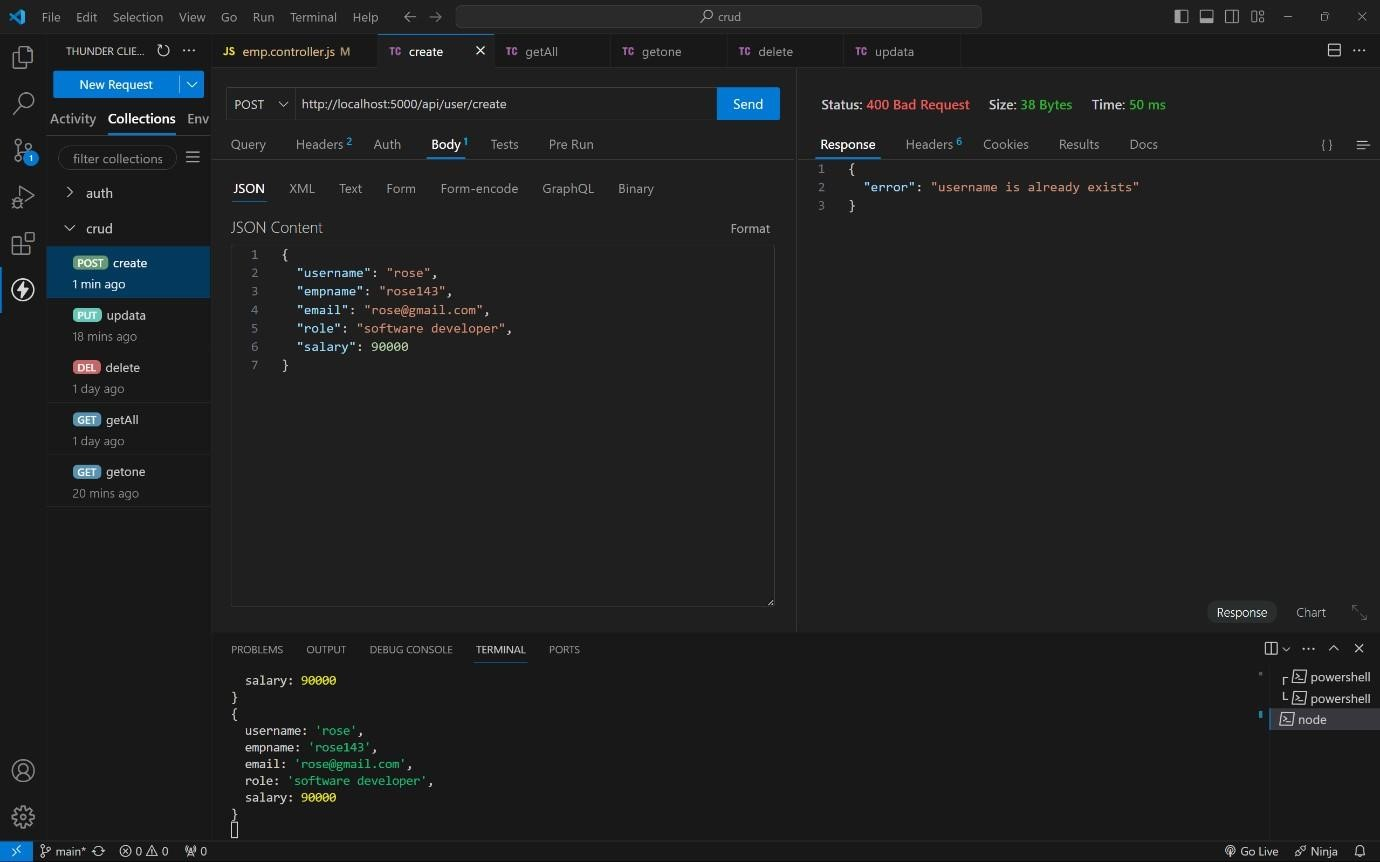 File Edit Selection View Go Run Terminal Help crud
THUNDER CLIE...
New Request
Activity Collections Env
filter collections
auth
crud
POST create
1 min ago
PUT updata
18 mins ago
DEL delete
1 day ago
GET getAll
1 day ago
GET getone
20 mins ago
JS emp.controller.js M TC create TC getAll TC getone TC delete TC updata
POST http://localhost:5000/api/user/create Send
Query Headers 2 Auth Body 1 Tests Pre Run
JSON XML Text Form Form-encode GraphQL Binary
JSON Content Format
1 {
2 "username": "rose",
3 "empname": "rose143",
4 "email": "rose@gmail.com",
5 "role": "software developer",
6 "salary": 90000
7 }
Status: 400 Bad Request Size: 38 Bytes Time: 50 ms
Response Headers 6 Cookies Results Docs { }
1 {
2 "error": "username is already exists"
3 }
Response Chart
PROBLEMS OUTPUT DEBUG CONSOLE TERMINAL PORTS
salary: 90000
}
{
username: 'rose',
empname: 'rose143',
email: 'rose@gmail.com',
role: 'software developer',
salary: 90000
}
powershell
powershell
node
1
main* 0 0 0 Go Live Ninja